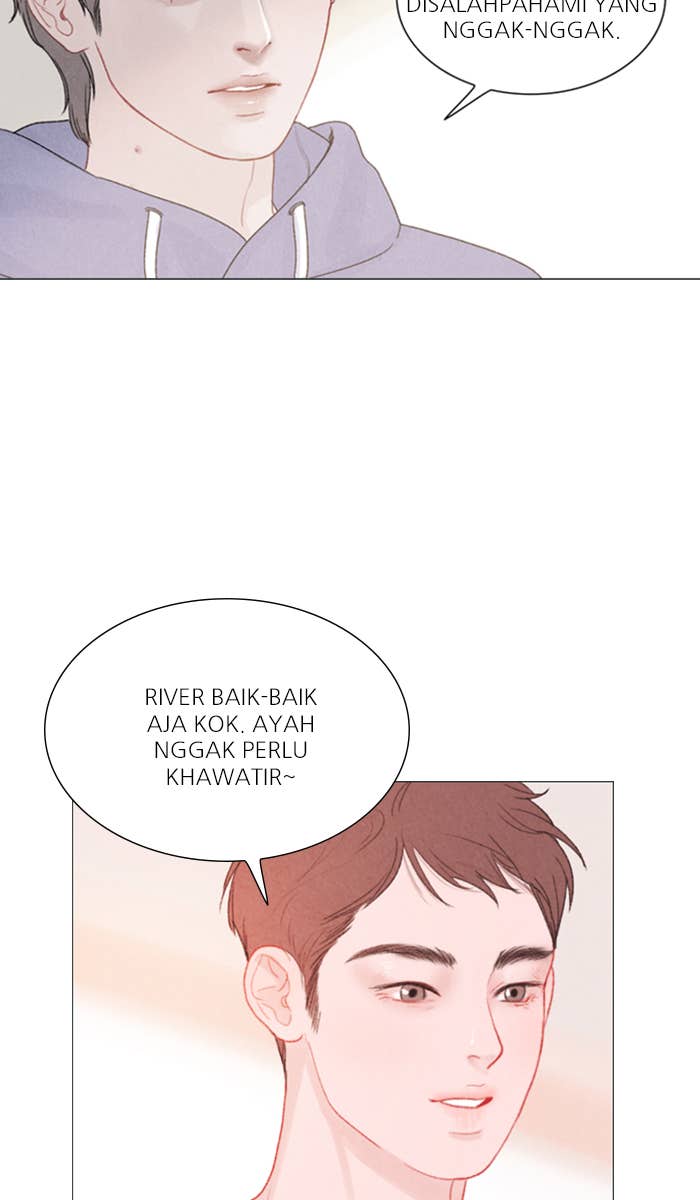 DISALAHPAHAMI YANG
NGGAK-NGGAK.
RIVER BAIK-BAIK
AJA KOK. AYAH
NGGAK PERLU
KHAWATIR~